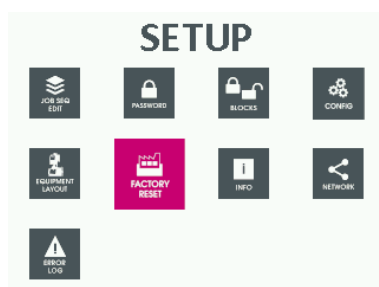 SETUP
JOB SEQ
EDIT
PASSWORD
BLOCKS
CONFIG
EQUIPMENT
LAYOUT
FACTORY
RESET
i
INFO
NETWORK
ERROR
LOG